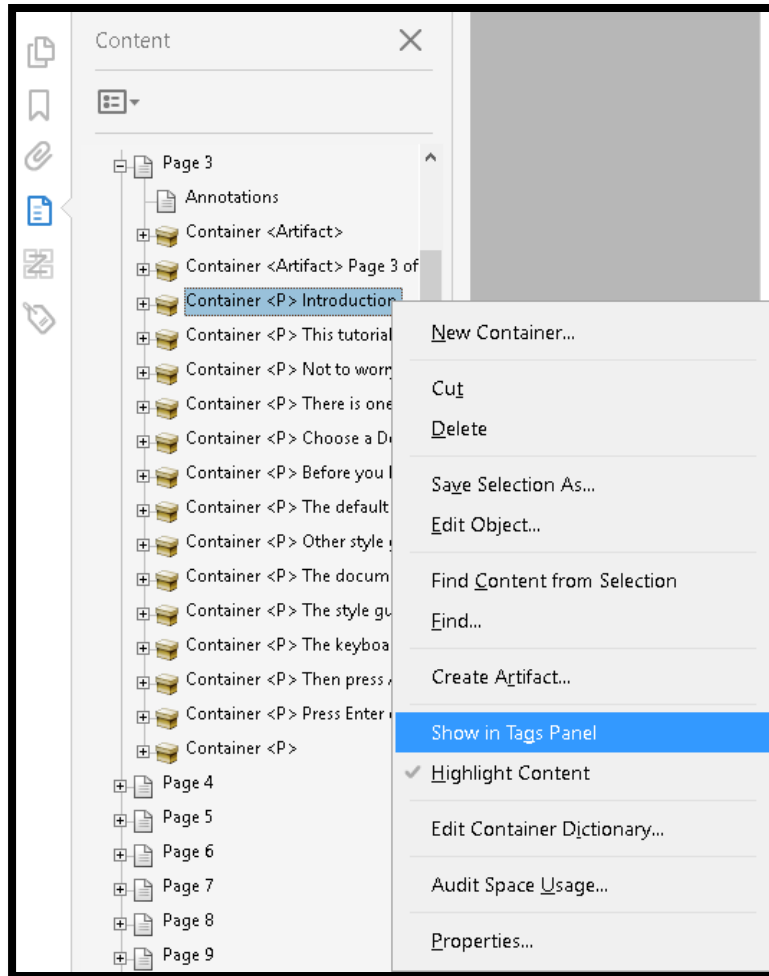 Content
Page 3
Annotations
Container <Artifact>
Container <Artifact> Page 3 of
Container <P> Introduction
Container <P> This tutorial
Container <P> Not to worry
Container <P> There is one
Container <P> Choose a D
Container <P> Before you
Container <P> The default
Container <P> Other style
Container <P> The docum
Container <P> The style gu
Container <P> The keyboa
Container <P> Then press
Container <P> Press Enter
Container <P>
Page 4
Page 5
Page 6
Page 7
Page 8
Page 9
New Container...
Cut
Delete
Save Selection As...
Edit Object...
Find Content from Selection
Find...
Create Artifact...
Show in Tags Panel
Highlight Content
Edit Container Dictionary...
Audit Space Usage...
Properties...